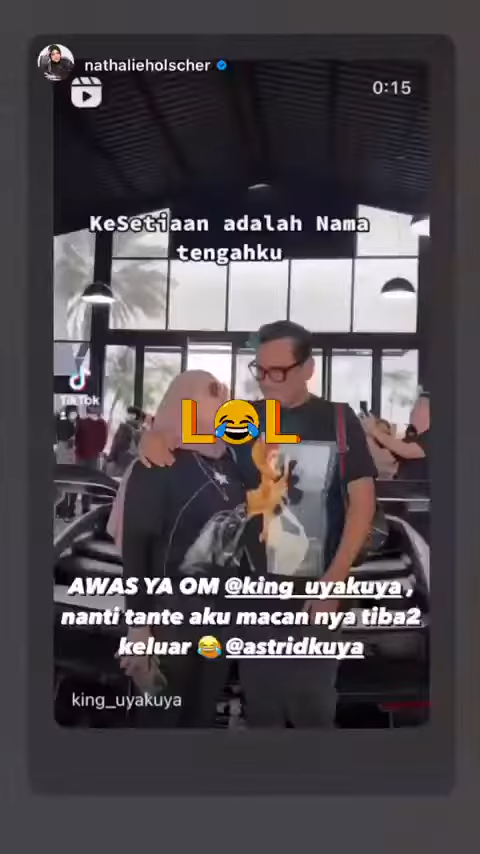 nathalieholscher
0:15
KeSetiaan adalah Nama
tengahku
TikTok
LOL
AWAS YA OM @king_uyakuya ,
nanti tante aku macan nya tiba2
keluar 😂 @astridkuya
king_uyakuya